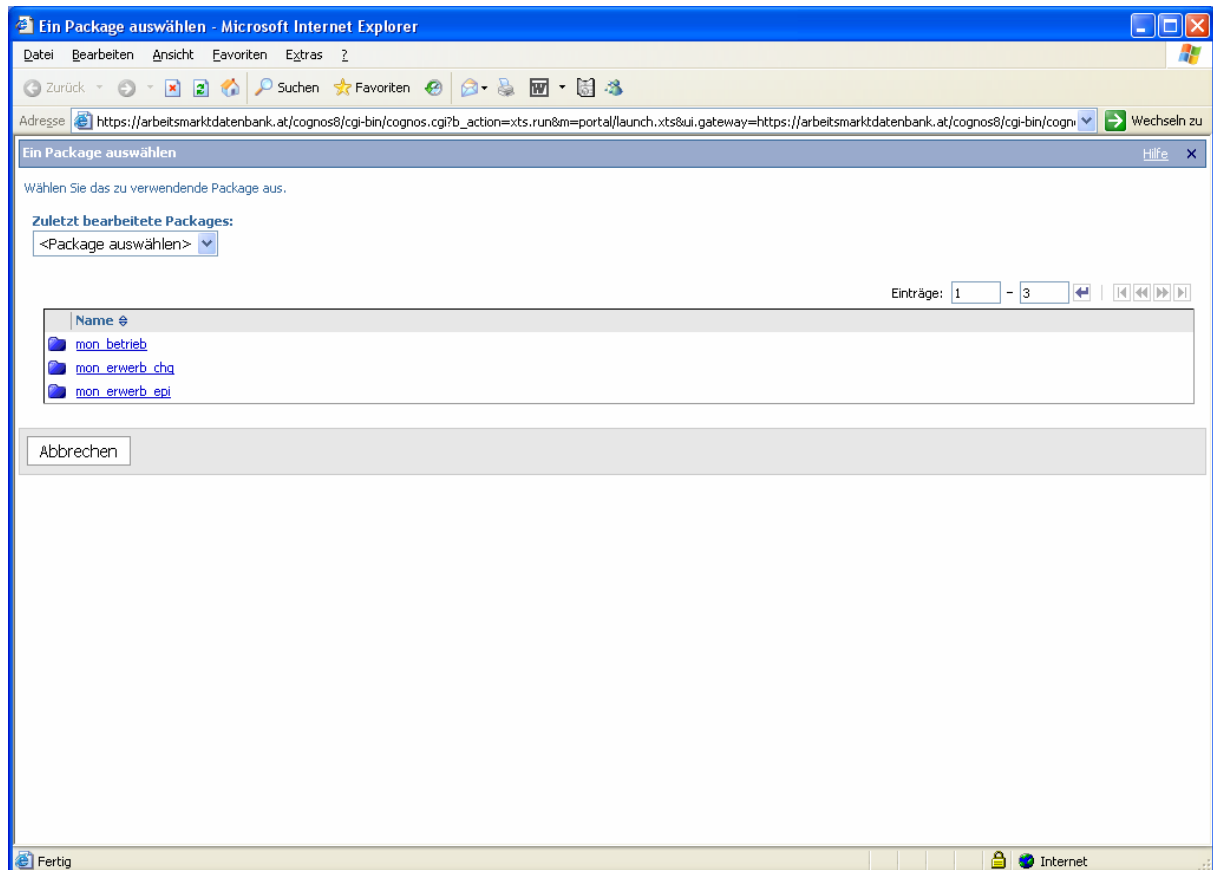 Ein Package auswählen - Microsoft Internet Explorer
Datei Bearbeiten Ansicht Favoriten Extras ?
Zurück Suchen Favoriten
Adresse https://arbeitsmarktdatenbank.at/cognos8/cgi-bin/cognos.cgi?b_action=xts.run&m=portal/launch.xts&ui.gateway=https://arbeitsmarktdatenbank.at/cognos8/cgi-bin/cogn Wechseln zu
Ein Package auswählen Hilfe
Wählen Sie das zu verwendende Package aus.
Zuletzt bearbeitete Packages:
<Package auswählen>
Einträge: 1 - 3
Name
mon_betrieb
mon_erwerb_chg
mon_erwerb_epi
Abbrechen
Fertig Internet